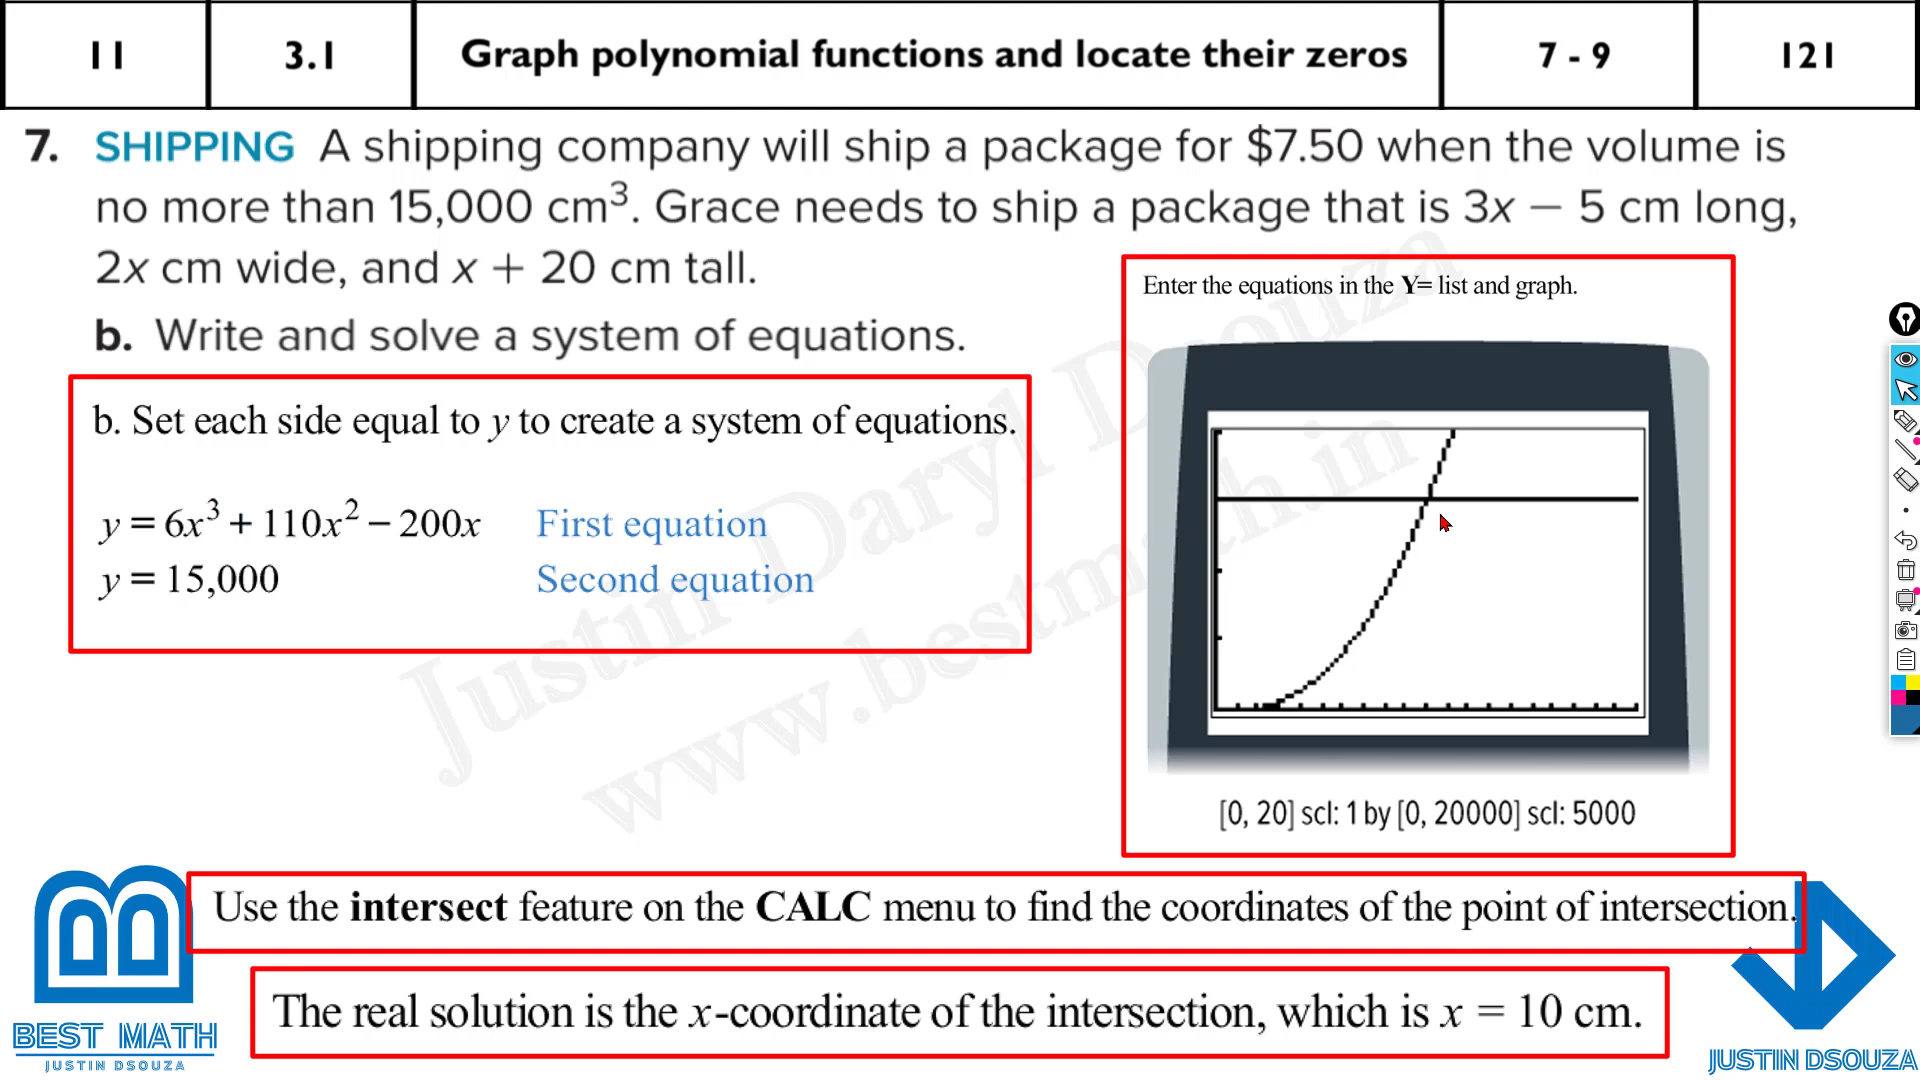 11 3.1 Graph polynomial functions and locate their zeros 7 - 9 121
7. SHIPPING A shipping company will ship a package for $7.50 when the volume is
no more than 15,000 cm³. Grace needs to ship a package that is 3x − 5 cm long,
2x cm wide, and x + 20 cm tall.
b. Write and solve a system of equations.
b. Set each side equal to y to create a system of equations.
y = 6x³ + 110x² − 200x First equation
y = 15,000 Second equation
Enter the equations in the Y= list and graph.
[0, 20] scl: 1 by [0, 20000] scl: 5000
Justin Daryl Dsouza
www.bestmath.in
Use the intersect feature on the CALC menu to find the coordinates of the point of intersection.
The real solution is the x-coordinate of the intersection, which is x = 10 cm.
BEST MATH
JUSTIN DSOUZA
JUSTIN DSOUZA